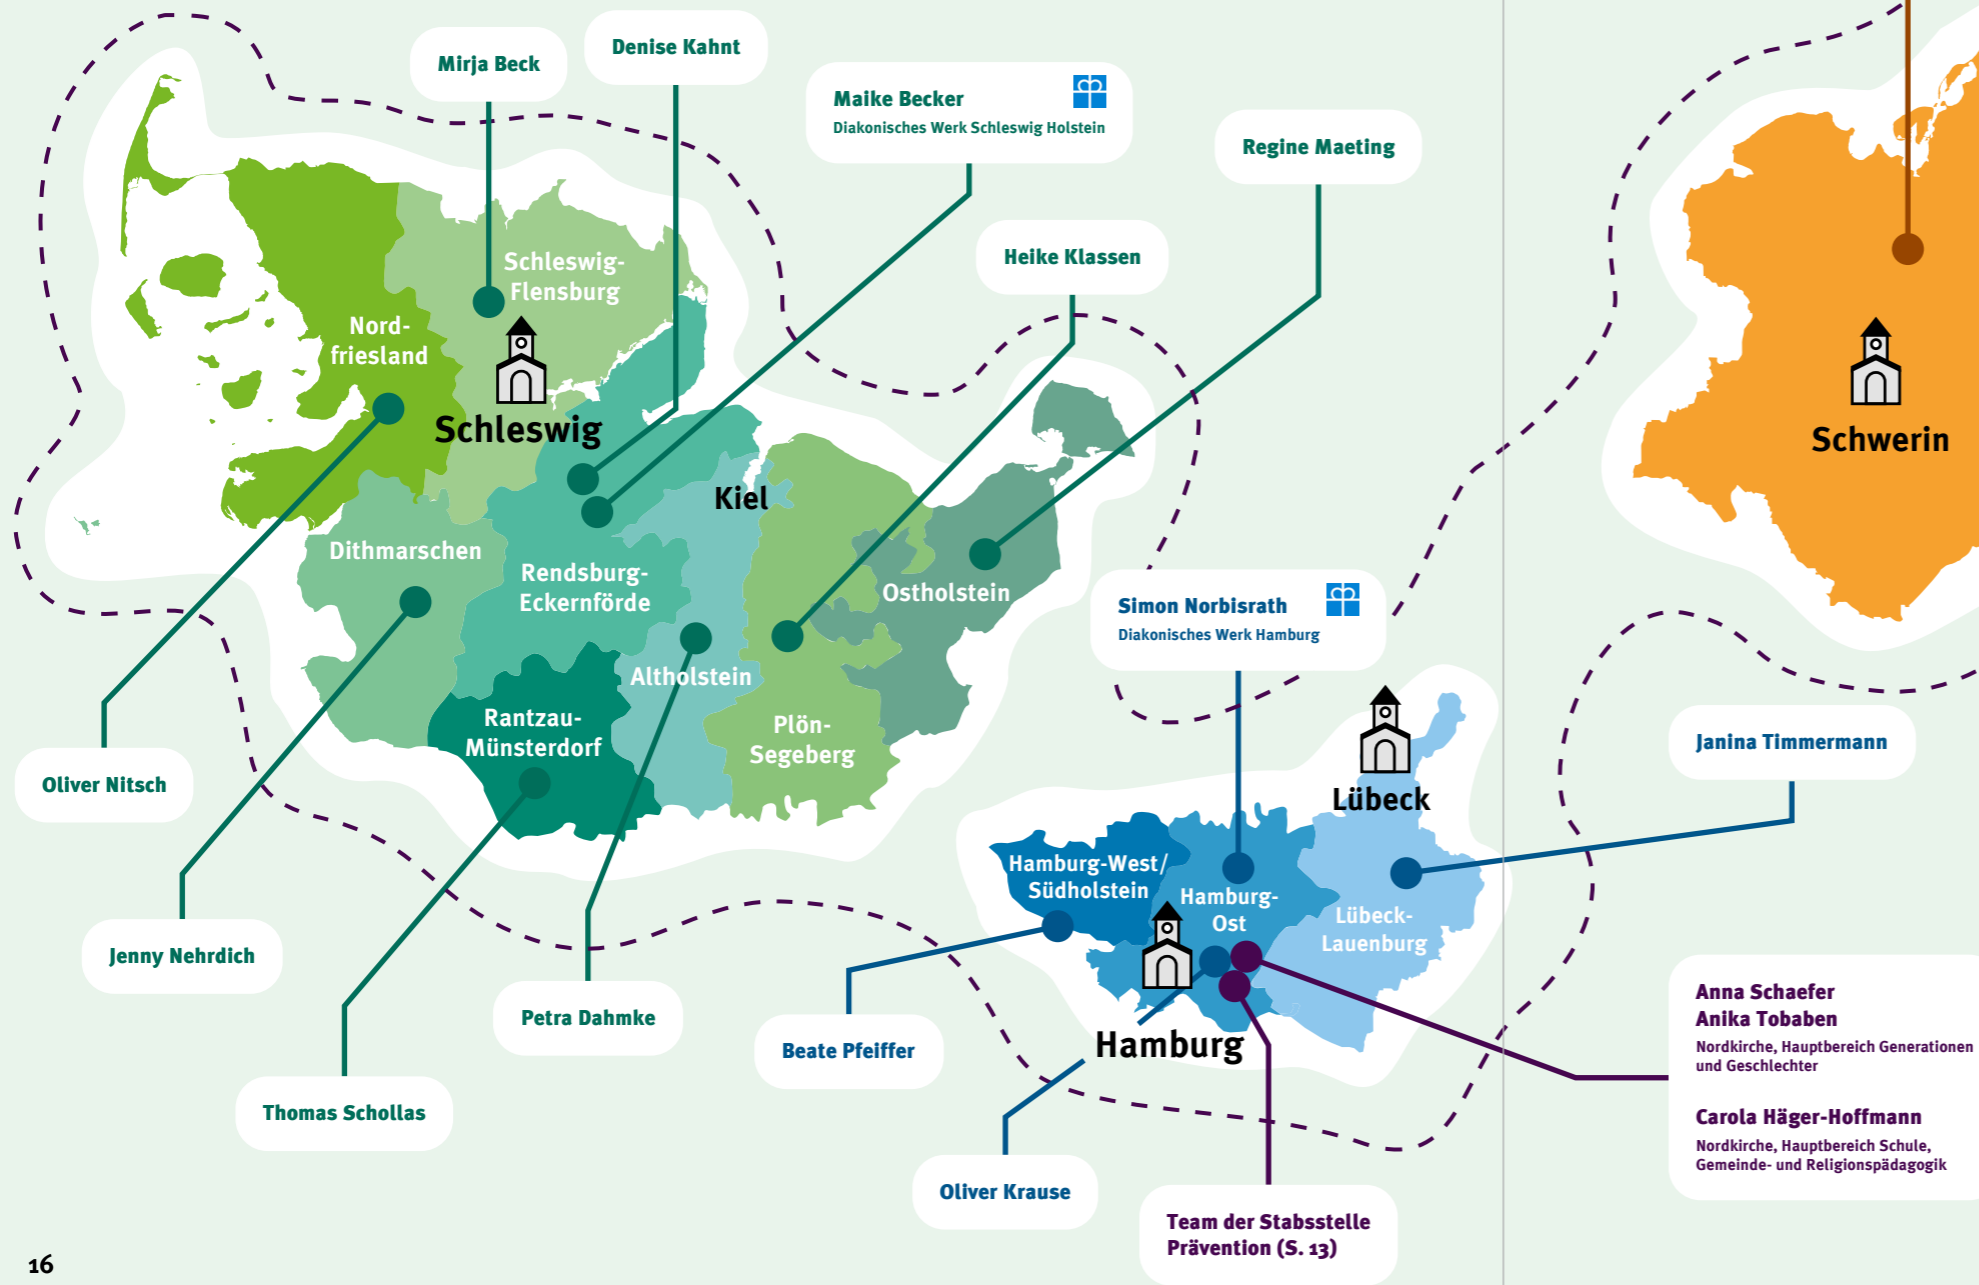 Mirja Beck
Denise Kahnt
Maike Becker
Diakonisches Werk Schleswig Holstein
Regine Maeting
Heike Klassen
Schleswig-
Flensburg
Nord-
friesland
Schleswig
Kiel
Dithmarschen
Rendsburg-
Eckernförde
Ostholstein
Altholstein
Rantzau-
Münsterdorf
Plön-
Segeberg
Schwerin
Simon Norbisrath
Diakonisches Werk Hamburg
Oliver Nitsch
Janina Timmermann
Lübeck
Hamburg-West/
Südholstein
Hamburg-
Ost
Lübeck-
Lauenburg
Jenny Nehrdich
Petra Dahmke
Beate Pfeiffer
Hamburg
Thomas Schollas
Oliver Krause
Anna Schaefer
Anika Tobaben
Nordkirche, Hauptbereich Generationen
und Geschlechter
Carola Häger-Hoffmann
Nordkirche, Hauptbereich Schule,
Gemeinde- und Religionspädagogik
Team der Stabsstelle
Prävention (S. 13)
16